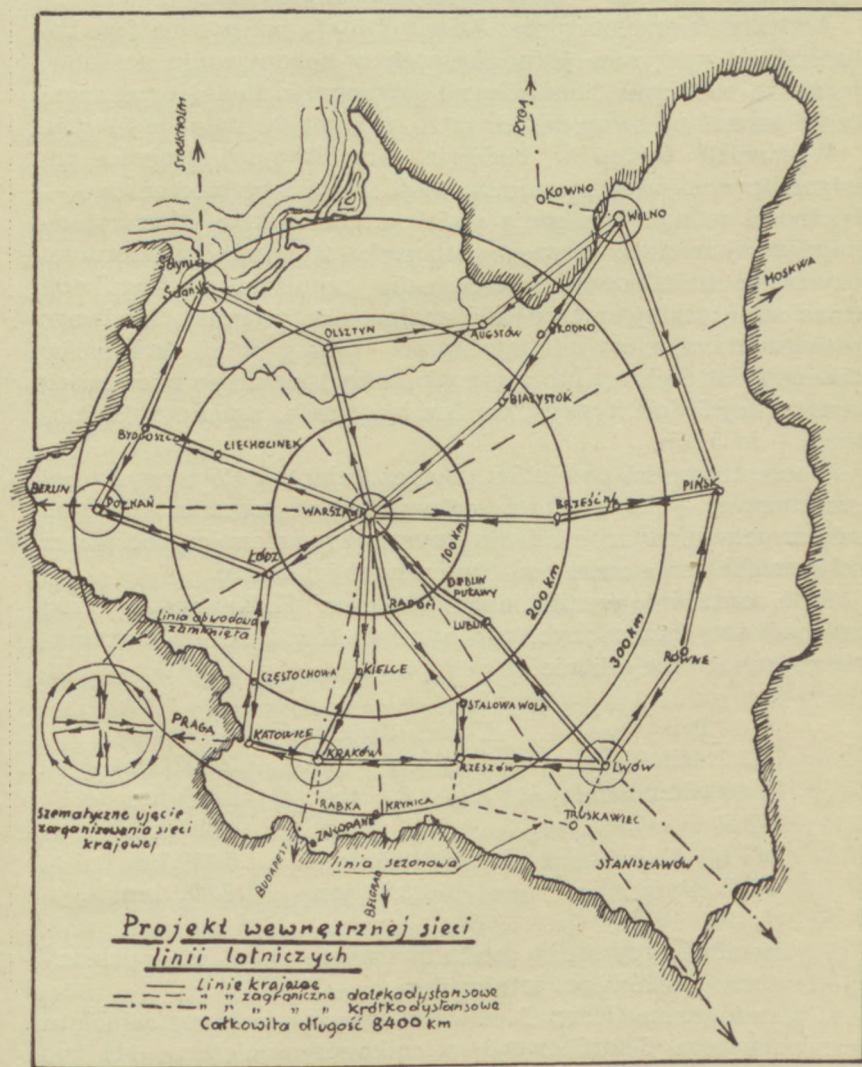 STOCKHOLM
RYGA
KOWNO
WILNO
Gdynia
Gdańsk
MOSKWA
OLSZTYN
AUGSTÓW
GRODNO
BIAŁYSTOK
BYDGOSZCZ
CIECHOCINEK
BERLIN
POZNAŃ
WARSZAWA
BRZEŚĆ n/B
PIŃSK
100 Km
200 Km
300 Km
ŁÓDŹ
DĘBLIN
PUŁAWY
RADOM
LUBLIN
linia obwodowa
zamknięta
RÓWNE
CZĘSTOCHOWA
KIELCE
STALOWA WOLA
PRAGA
KATOWICE
KRAKÓW
RZESZÓW
LWÓW
Szematyczne ujęcie
zorganizowania sieci
krajowej
RABKA
KRYNICA
ZAKOPANE
TRUSKAWIEC
linia sezonowa
STANISŁAWÓW
BUDAPEST
BELGRAD
Projekt wewnętrznej sieci
linii lotniczych
Linie krajowe
" " zagraniczne dalekodystansowe
" " " " krótkodystansowe
Całkowita długość 8400 km